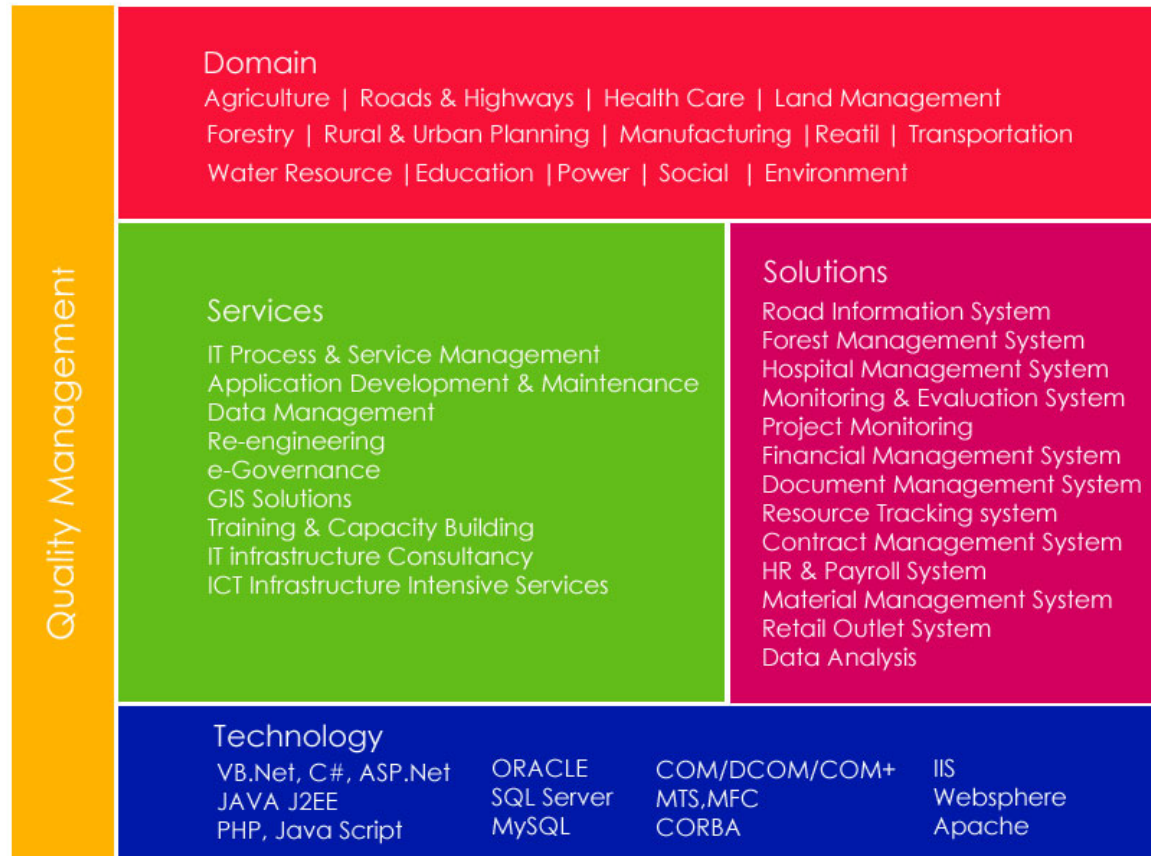 Quality Management
Domain
Agriculture | Roads & Highways | Health Care | Land Management
Forestry | Rural & Urban Planning | Manufacturing |Reatil | Transportation
Water Resource |Education |Power | Social | Environment
Services
IT Process & Service Management
Application Development & Maintenance
Data Management
Re-engineering
e-Governance
GIS Solutions
Training & Capacity Building
IT infrastructure Consultancy
ICT Infrastructure Intensive Services
Solutions
Road Information System
Forest Management System
Hospital Management System
Monitoring & Evaluation System
Project Monitoring
Financial Management System
Document Management System
Resource Tracking system
Contract Management System
HR & Payroll System
Material Management System
Retail Outlet System
Data Analysis
Technology
VB.Net, C#, ASP.Net
JAVA J2EE
PHP, Java Script
ORACLE
SQL Server
MySQL
COM/DCOM/COM+
MTS,MFC
CORBA
IIS
Websphere
Apache